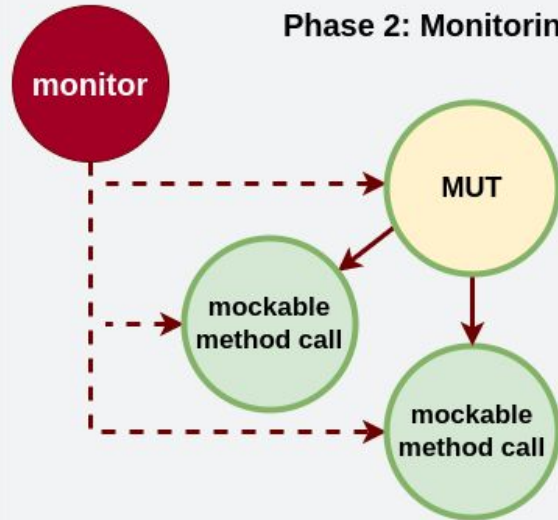 Phase 2: Monitorin
monitor
MUT
mockable
method call
mockable
method call